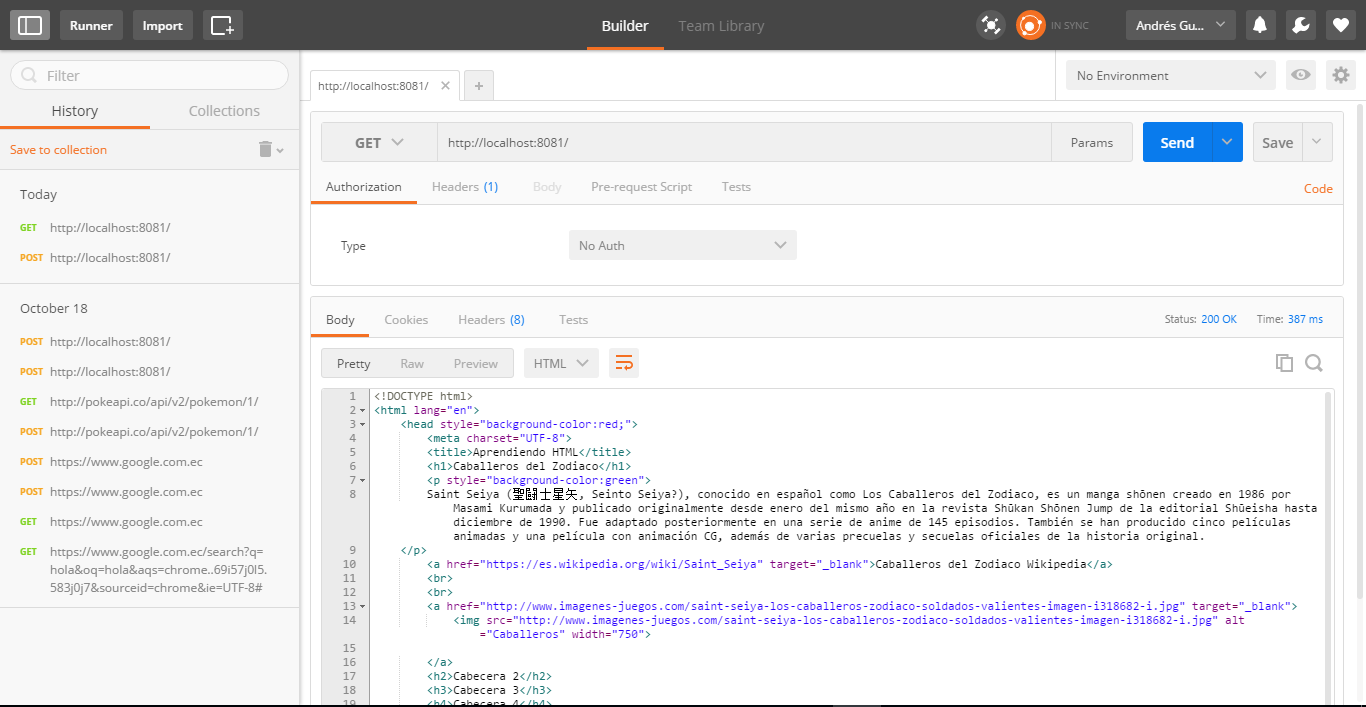 Runner
Import
Builder
Team Library
IN SYNC
Andrés Gu...
Filter
History
Collections
Save to collection
Today
GET http://localhost:8081/
POST http://localhost:8081/
October 18
POST http://localhost:8081/
POST http://localhost:8081/
GET http://pokeapi.co/api/v2/pokemon/1/
POST http://pokeapi.co/api/v2/pokemon/1/
POST https://www.google.com.ec
POST https://www.google.com.ec
GET https://www.google.com.ec
GET https://www.google.com.ec/search?q=
hola&oq=hola&aqs=chrome..69i57j0l5.
583j0j7&sourceid=chrome&ie=UTF-8#
http://localhost:8081/
No Environment
GET http://localhost:8081/ Params Send Save
Authorization Headers (1) Body Pre-request Script Tests Code
Type No Auth
Body Cookies Headers (8) Tests Status: 200 OK Time: 387 ms
Pretty Raw Preview HTML
1 <!DOCTYPE html>
2 <html lang="en">
3 <head style="background-color:red;">
4 <meta charset="UTF-8">
5 <title>Aprendiendo HTML</title>
6 <h1>Caballeros del Zodiaco</h1>
7 <p style="background-color:green">
8 Saint Seiya (聖闘士星矢, Seinto Seiya?), conocido en español como Los Caballeros del Zodiaco, es un manga shōnen creado en 1986 por
Masami Kurumada y publicado originalmente desde enero del mismo año en la revista Shūkan Shōnen Jump de la editorial Shūeisha hasta
diciembre de 1990. Fue adaptado posteriormente en una serie de anime de 145 episodios. También se han producido cinco películas
animadas y una película con animación CG, además de varias precuelas y secuelas oficiales de la historia original.
9 </p>
10 <a href="https://es.wikipedia.org/wiki/Saint_Seiya" target="_blank">Caballeros del Zodiaco Wikipedia</a>
11 <br>
12 <br>
13 <a href="http://www.imagenes-juegos.com/saint-seiya-los-caballeros-zodiaco-soldados-valientes-imagen-i318682-i.jpg" target="_blank">
14 <img src="http://www.imagenes-juegos.com/saint-seiya-los-caballeros-zodiaco-soldados-valientes-imagen-i318682-i.jpg" alt
="Caballeros" width="750">
15
16 </a>
17 <h2>Cabecera 2</h2>
18 <h3>Cabecera 3</h3>
19 <h4>Cabecera 4</h4>